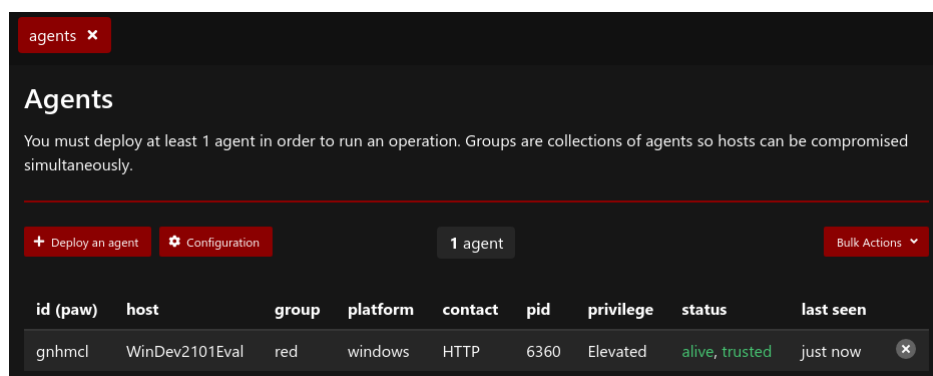 agents ×
Agents
You must deploy at least 1 agent in order to run an operation. Groups are collections of agents so hosts can be compromised
simultaneously.
+ Deploy an agent Configuration 1 agent Bulk Actions
id (paw) host group platform contact pid privilege status last seen
gnhmcl WinDev2101Eval red windows HTTP 6360 Elevated alive, trusted just now ×